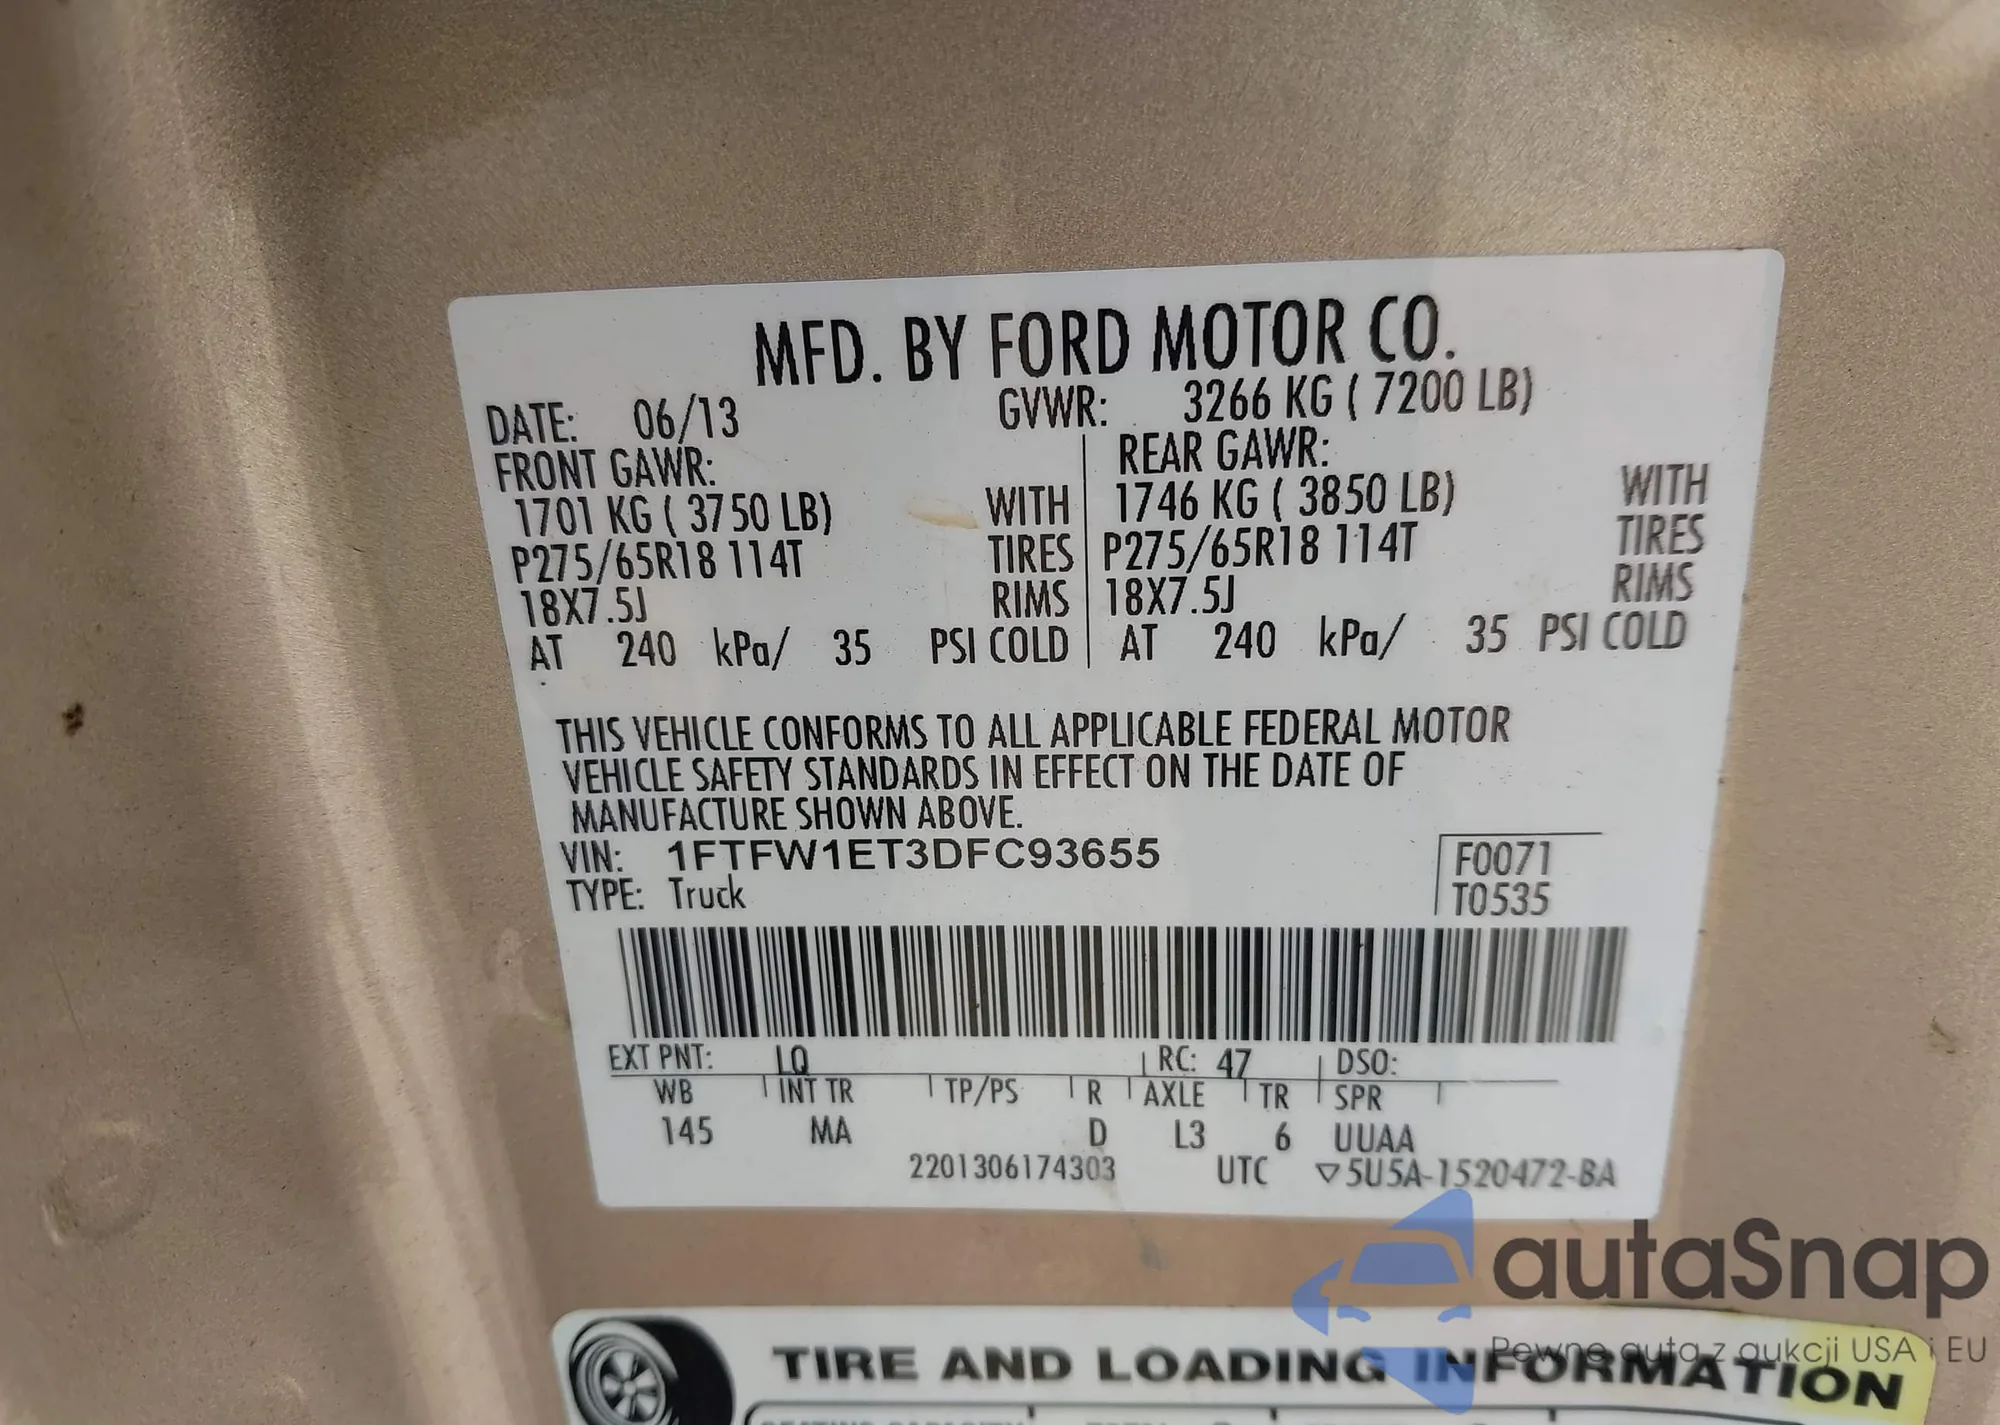 MFD. BY FORD MOTOR CO.
DATE: 06/13 GVWR: 3266 KG ( 7200 LB)
FRONT GAWR: REAR GAWR:
1701 KG ( 3750 LB) WITH 1746 KG ( 3850 LB) WITH
P275/65R18 114T TIRES P275/65R18 114T TIRES
18X7.5J RIMS 18X7.5J RIMS
AT 240 kPa/ 35 PSI COLD AT 240 kPa/ 35 PSI COLD
THIS VEHICLE CONFORMS TO ALL APPLICABLE FEDERAL MOTOR
VEHICLE SAFETY STANDARDS IN EFFECT ON THE DATE OF
MANUFACTURE SHOWN ABOVE.
VIN: 1FTFW1ET3DFC93655 F0071
TYPE: Truck T0535
EXT PNT: LQ RC: 47 DSO:
WB INT TR TP/PS R AXLE TR SPR
145 MA D L3 6 UUAA
2201306174303 UTC ▽5U5A-1520472-BA
autaSnap
Pewne auta z aukcji USA i EU
TIRE AND LOADING INFORMATION